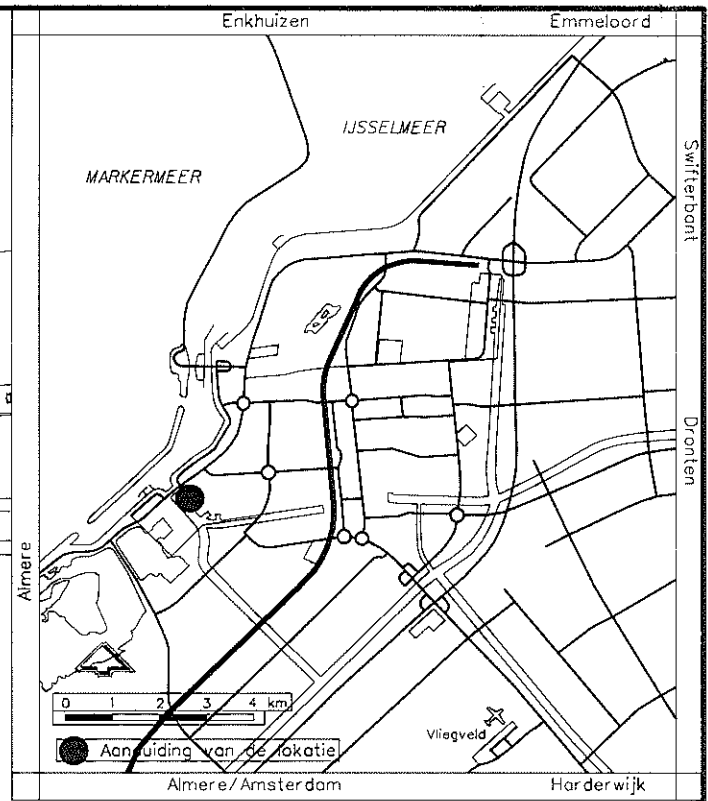 Enkhuizen
Emmeloord
IJSSELMEER
MARKERMEER
Swifterbant
Dronten
Almere
0 1 2 3 4 km
Aanduiding van de lokatie
Vliegveld
Almere/Amsterdam
Harderwijk